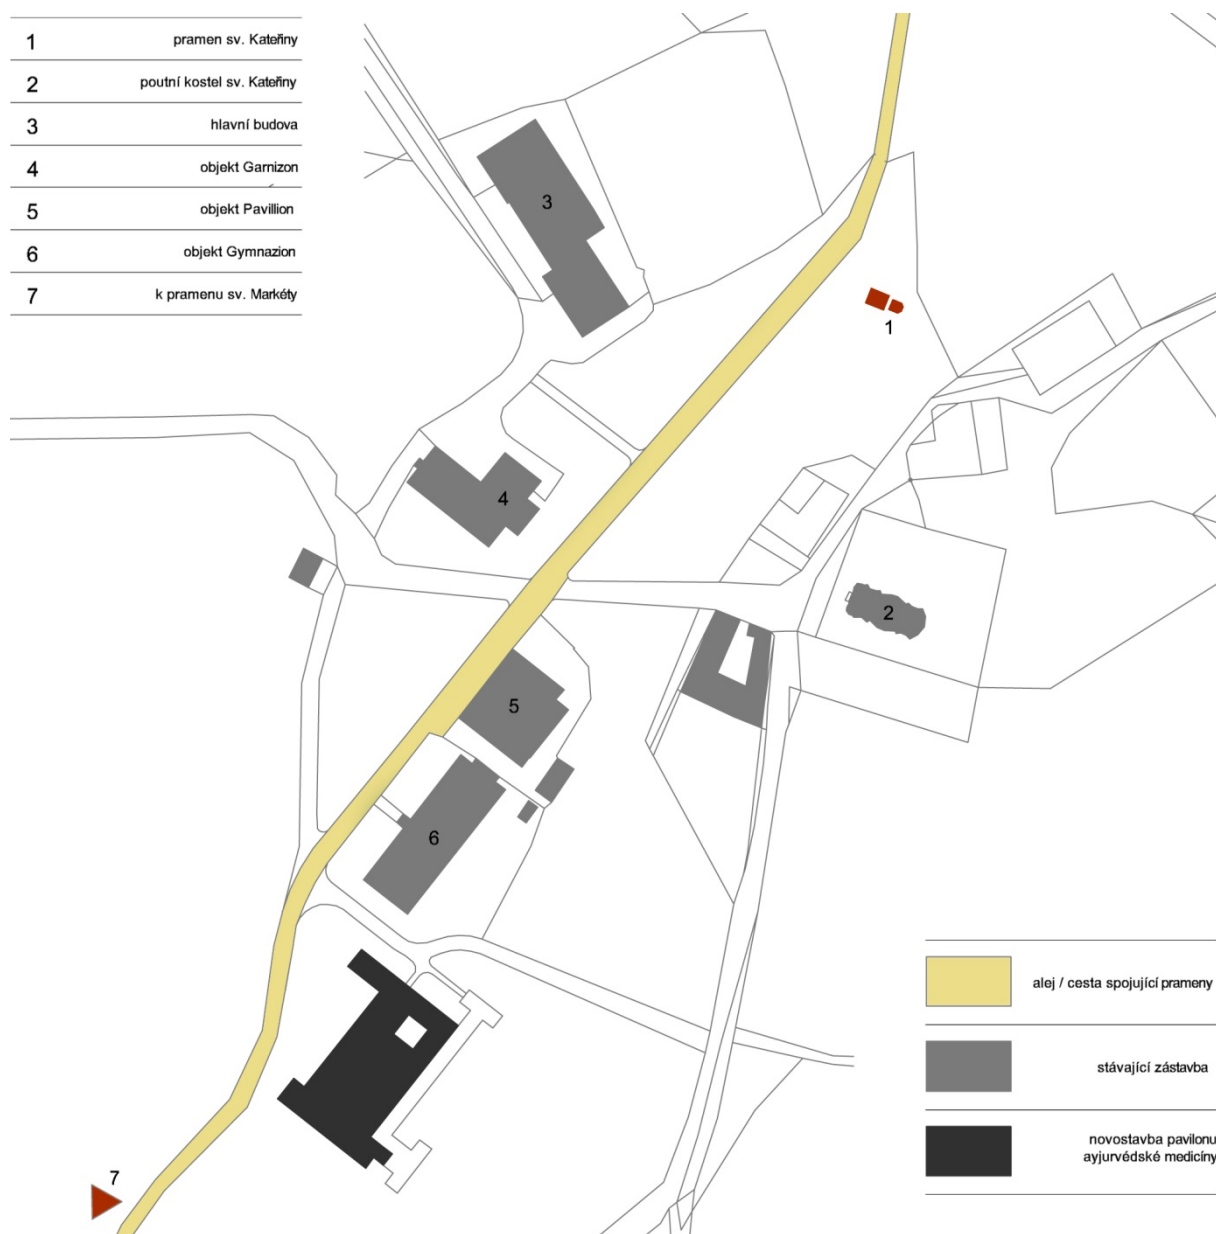 1 pramen sv. Kateřiny
2 poutní kostel sv. Kateřiny
3 hlavní budova
4 objekt Garnizon
5 objekt Pavillion
6 objekt Gymnazion
7 k pramenu sv. Markéty
3
1
4
2
5
6
7
alej / cesta spojující prameny
stávající zástavba
novostavba pavilonu
ayjurvédské medicíny